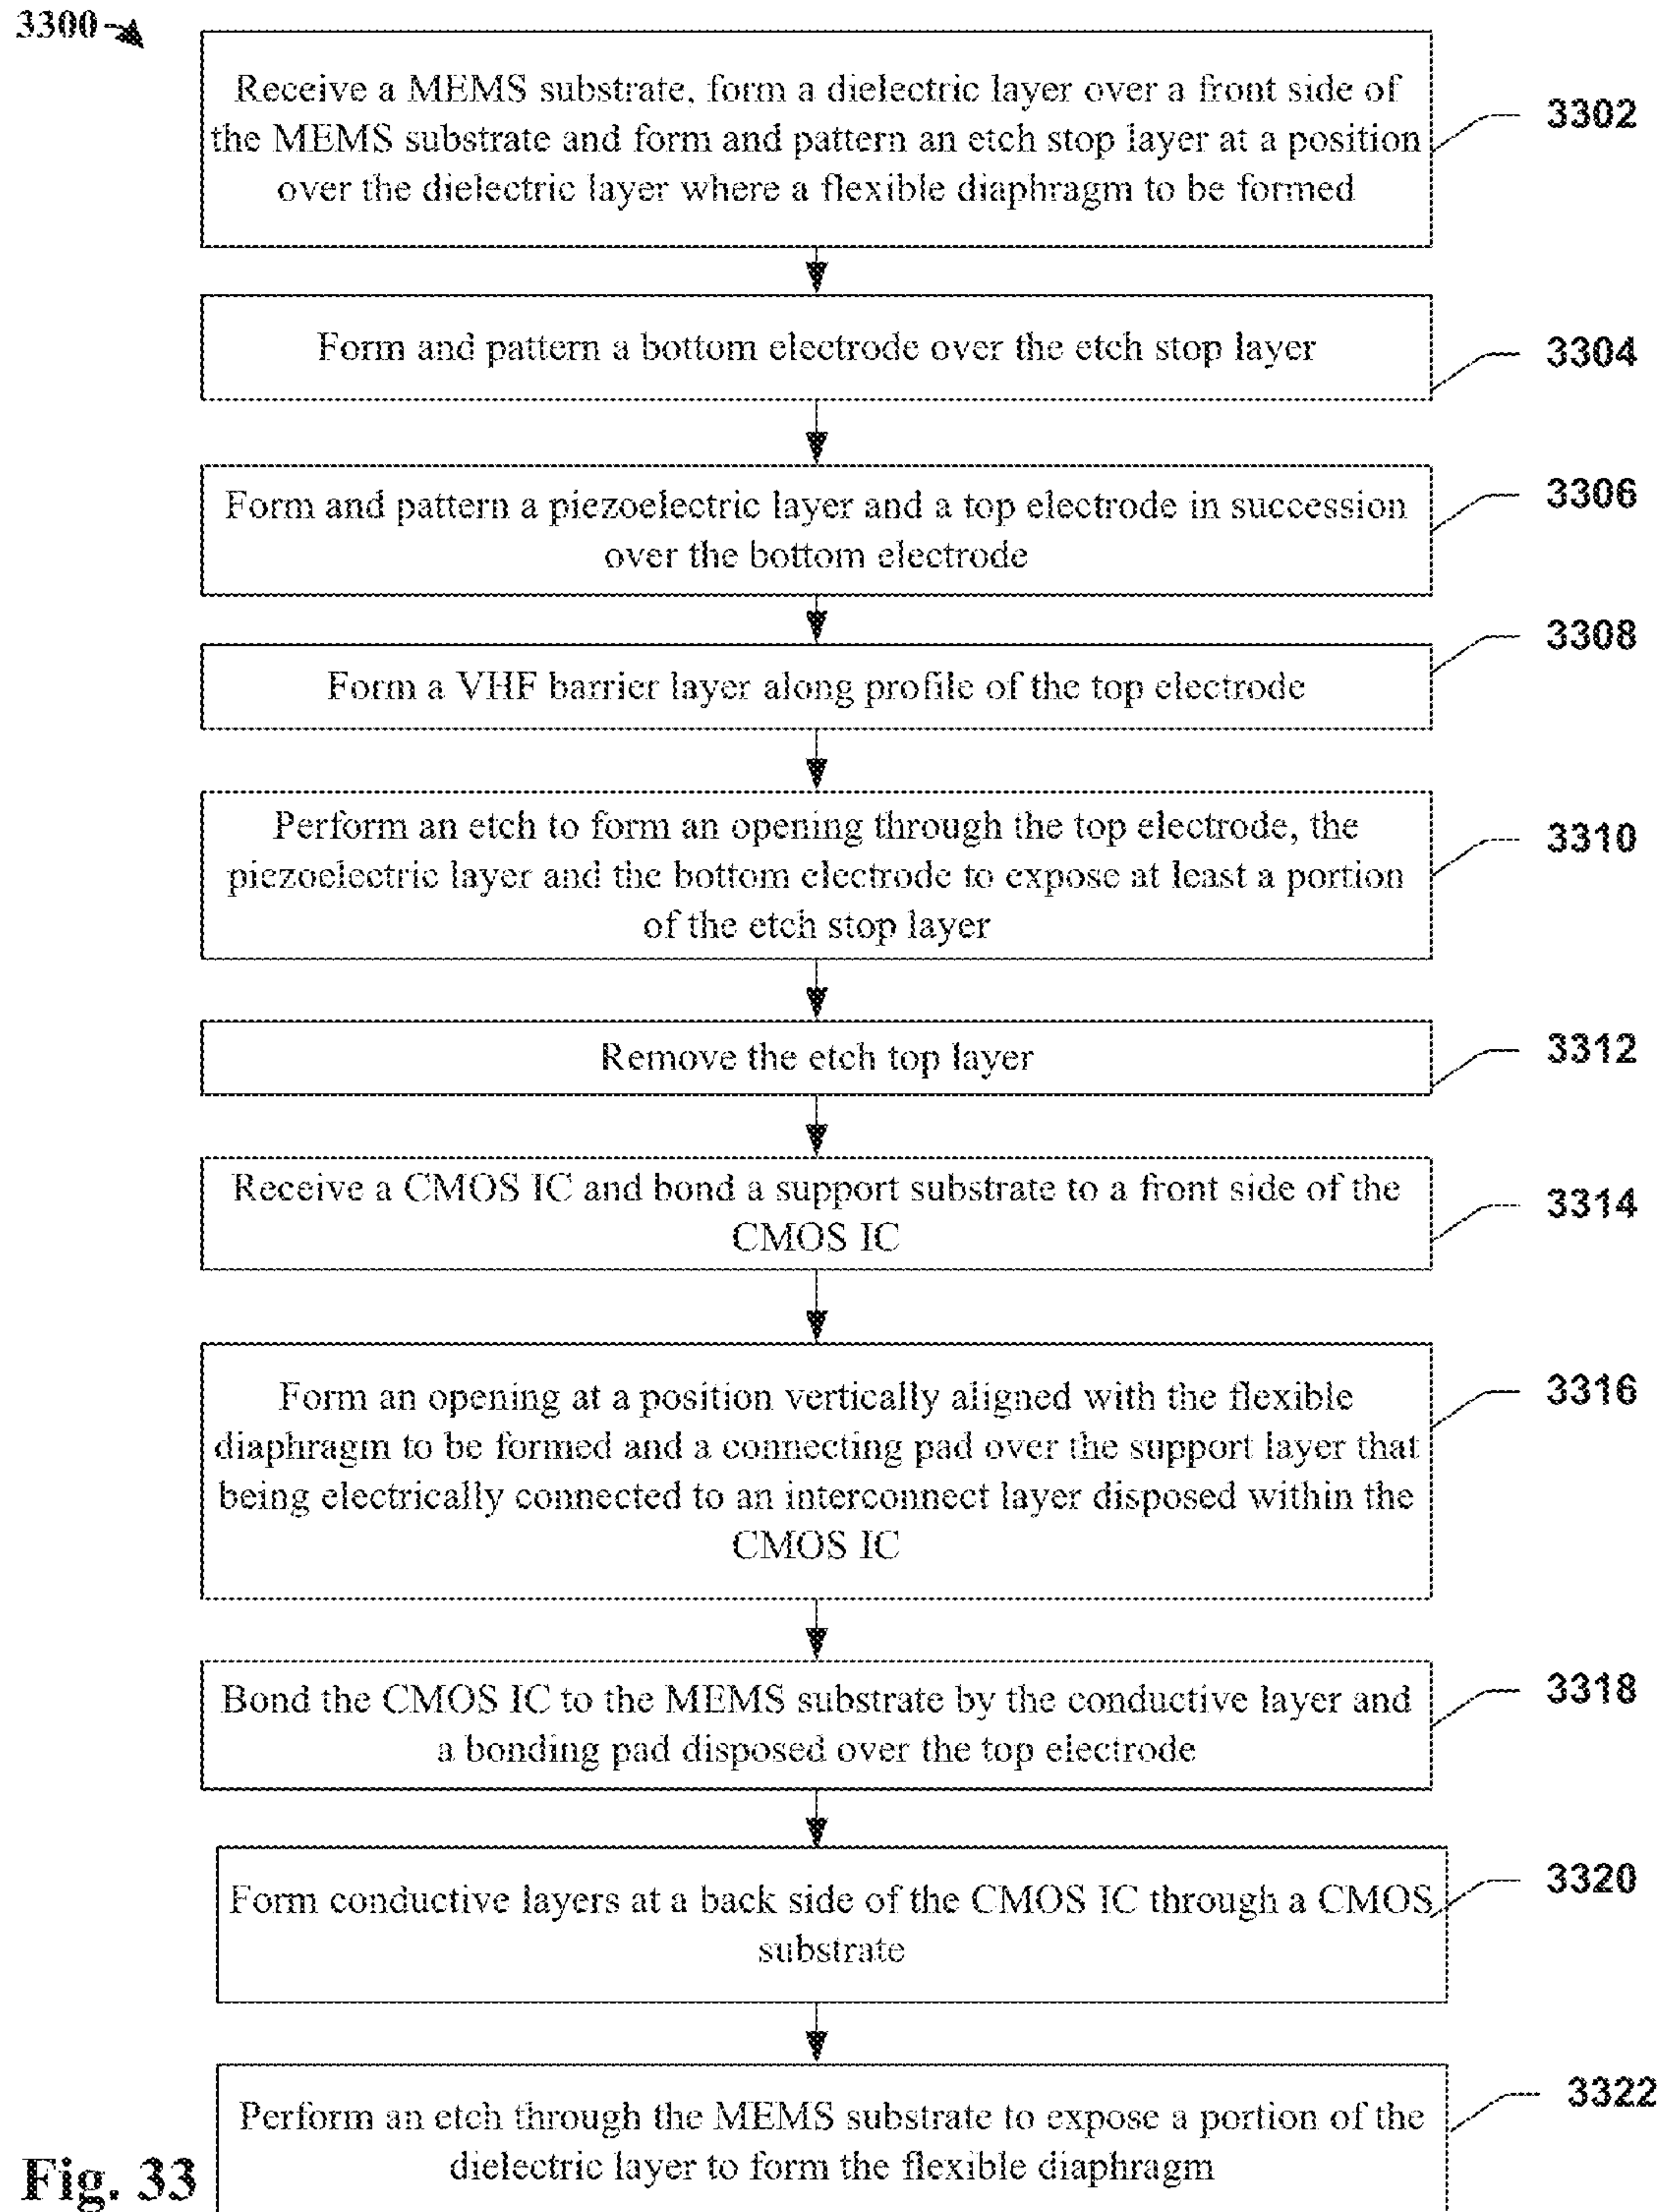 3300
Receive a MEMS substrate, form a dielectric layer over a front side of
the MEMS substrate and form and pattern an etch stop layer at a position
over the dielectric layer where a flexible diaphragm to be formed
3302
Form and pattern a bottom electrode over the etch stop layer
3304
Form and pattern a piezoelectric layer and a top electrode in succession
over the bottom electrode
3306
Form a VHF barrier layer along profile of the top electrode
3308
Perform an etch to form an opening through the top electrode, the
piezoelectric layer and the bottom electrode to expose at least a portion
of the etch stop layer
3310
Remove the etch top layer
3312
Receive a CMOS IC and bond a support substrate to a front side of the
CMOS IC
3314
Form an opening at a position vertically aligned with the flexible
diaphragm to be formed and a connecting pad over the support layer that
being electrically connected to an interconnect layer disposed within the
CMOS IC
3316
Bond the CMOS IC to the MEMS substrate by the conductive layer and
a bonding pad disposed over the top electrode
3318
Form conductive layers at a back side of the CMOS IC through a CMOS
substrate
3320
Perform an etch through the MEMS substrate to expose a portion of the
dielectric layer to form the flexible diaphragm
3322
Fig. 33